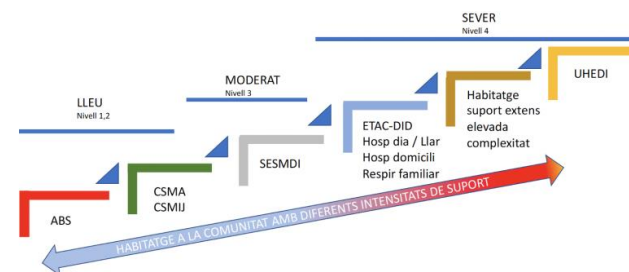 SEVER
Nivell 4
MODERAT
Nivell 3
LLEU
Nivell 1,2
UHEDI
Habitatge
suport extens
elevada
complexitat
ETAC-DID
Hosp dia / Llar
Hosp domicili
Respir familiar
SESMDI
CSMA
CSMIJ
ABS
HABITATGE A LA COMUNITAT AMB DIFERENTS INTENSITATS DE SUPORT